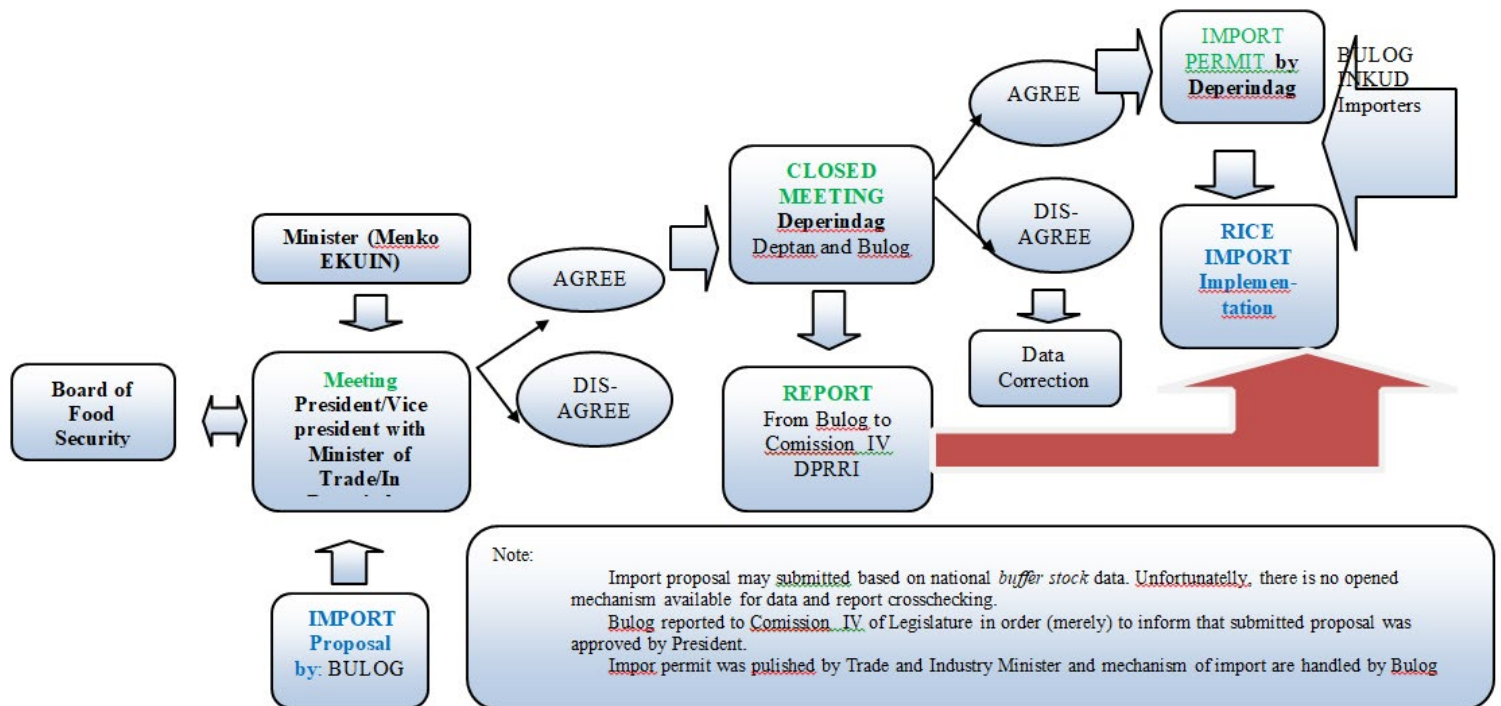 Board of
Food
Security
Minister (Menko
EKUIN)
Meeting
President/Vice
president with
Minister of
Trade/In
IMPORT
Proposal
by: BULOG
AGREE
DIS-
AGREE
CLOSED
MEETING
Deperindag
Deptan and Bulog
REPORT
From Bulog to
Comission IV
DPRRI
AGREE
DIS-
AGREE
Data
Correction
IMPORT
PERMIT by
Deperindag
RICE
IMPORT
Implemen-
tation
BULOG
INKUD
Importers
Note:
Import proposal may submitted based on national buffer stock data. Unfortunatelly, there is no opened
mechanism available for data and report crosschecking.
Bulog reported to Comission IV of Legislature in order (merely) to inform that submitted proposal was
approved by President.
Impor permit was pulished by Trade and Industry Minister and mechanism of import are handled by Bulog